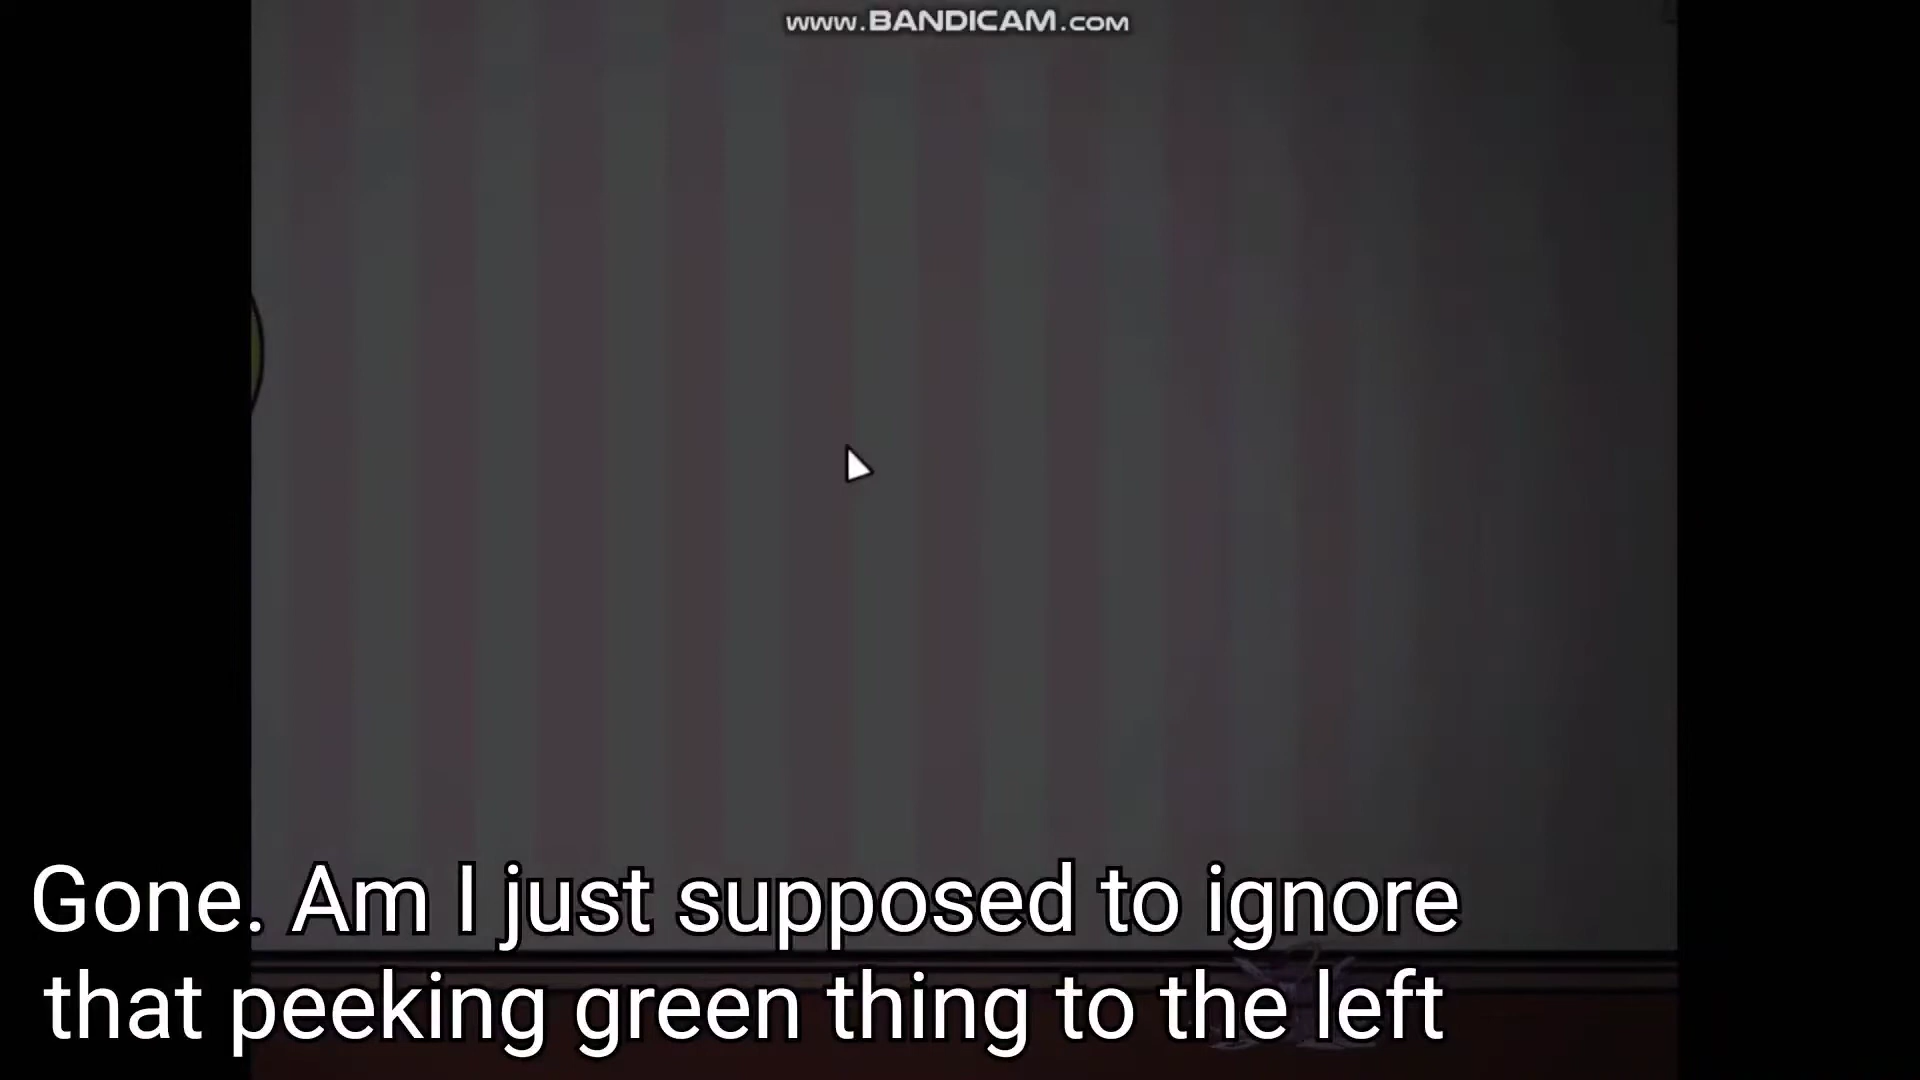 www.BANDICAM.COM
Gone. Am I just supposed to ignore
that peeking green thing to the left